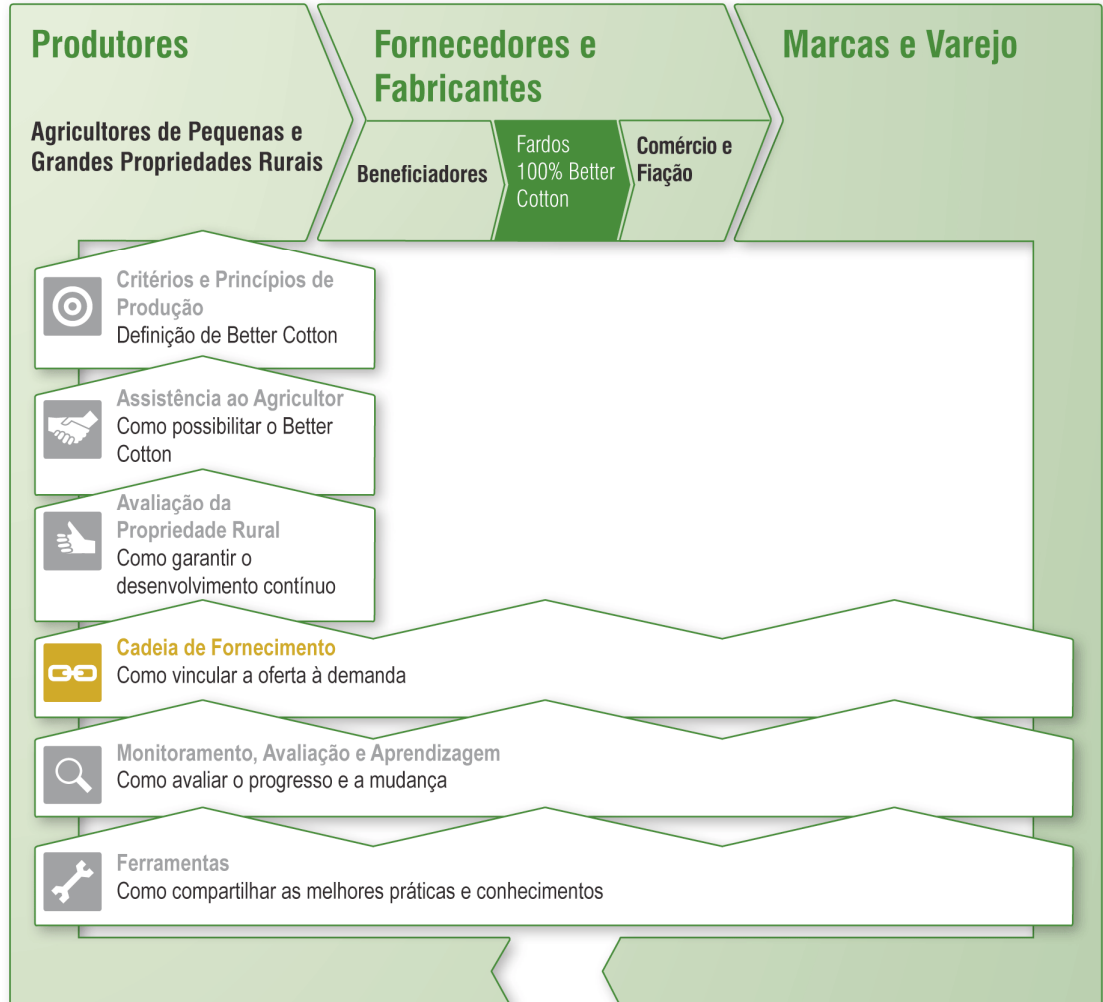 Produtores
Agricultores de Pequenas e
Grandes Propriedades Rurais
Fornecedores e
Fabricantes
Beneficiadores
Fardos
100% Better
Cotton
Comércio e
Fiação
Marcas e Varejo
Critérios e Princípios de
Produção
Definição de Better Cotton
Assistência ao Agricultor
Como possibilitar o Better
Cotton
Avaliação da
Propriedade Rural
Como garantir o
desenvolvimento contínuo
Cadeia de Fornecimento
Como vincular a oferta à demanda
Monitoramento, Avaliação e Aprendizagem
Como avaliar o progresso e a mudança
Ferramentas
Como compartilhar as melhores práticas e conhecimentos